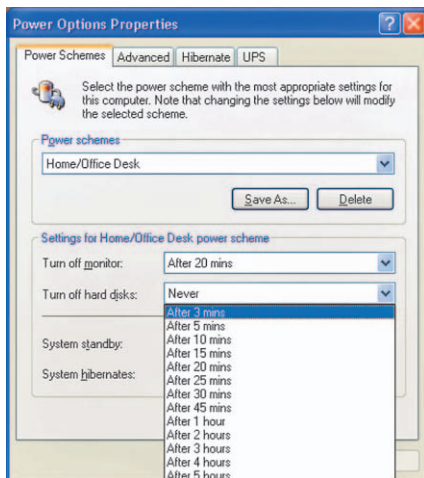 Power Options Properties
Power Schemes Advanced Hibernate UPS
Select the power scheme with the most appropriate settings for
this computer. Note that changing the settings below will modify
the selected scheme.
Power schemes
Home/Office Desk
Save As... Delete
Settings for Home/Office Desk power scheme
Turn off monitor: After 20 mins
Turn off hard disks: Never
After 3 mins
After 5 mins
After 10 mins
After 15 mins
System standby: After 20 mins
After 25 mins
System hibernates: After 30 mins
After 45 mins
After 1 hour
After 2 hours
After 3 hours
After 4 hours
After 5 hours